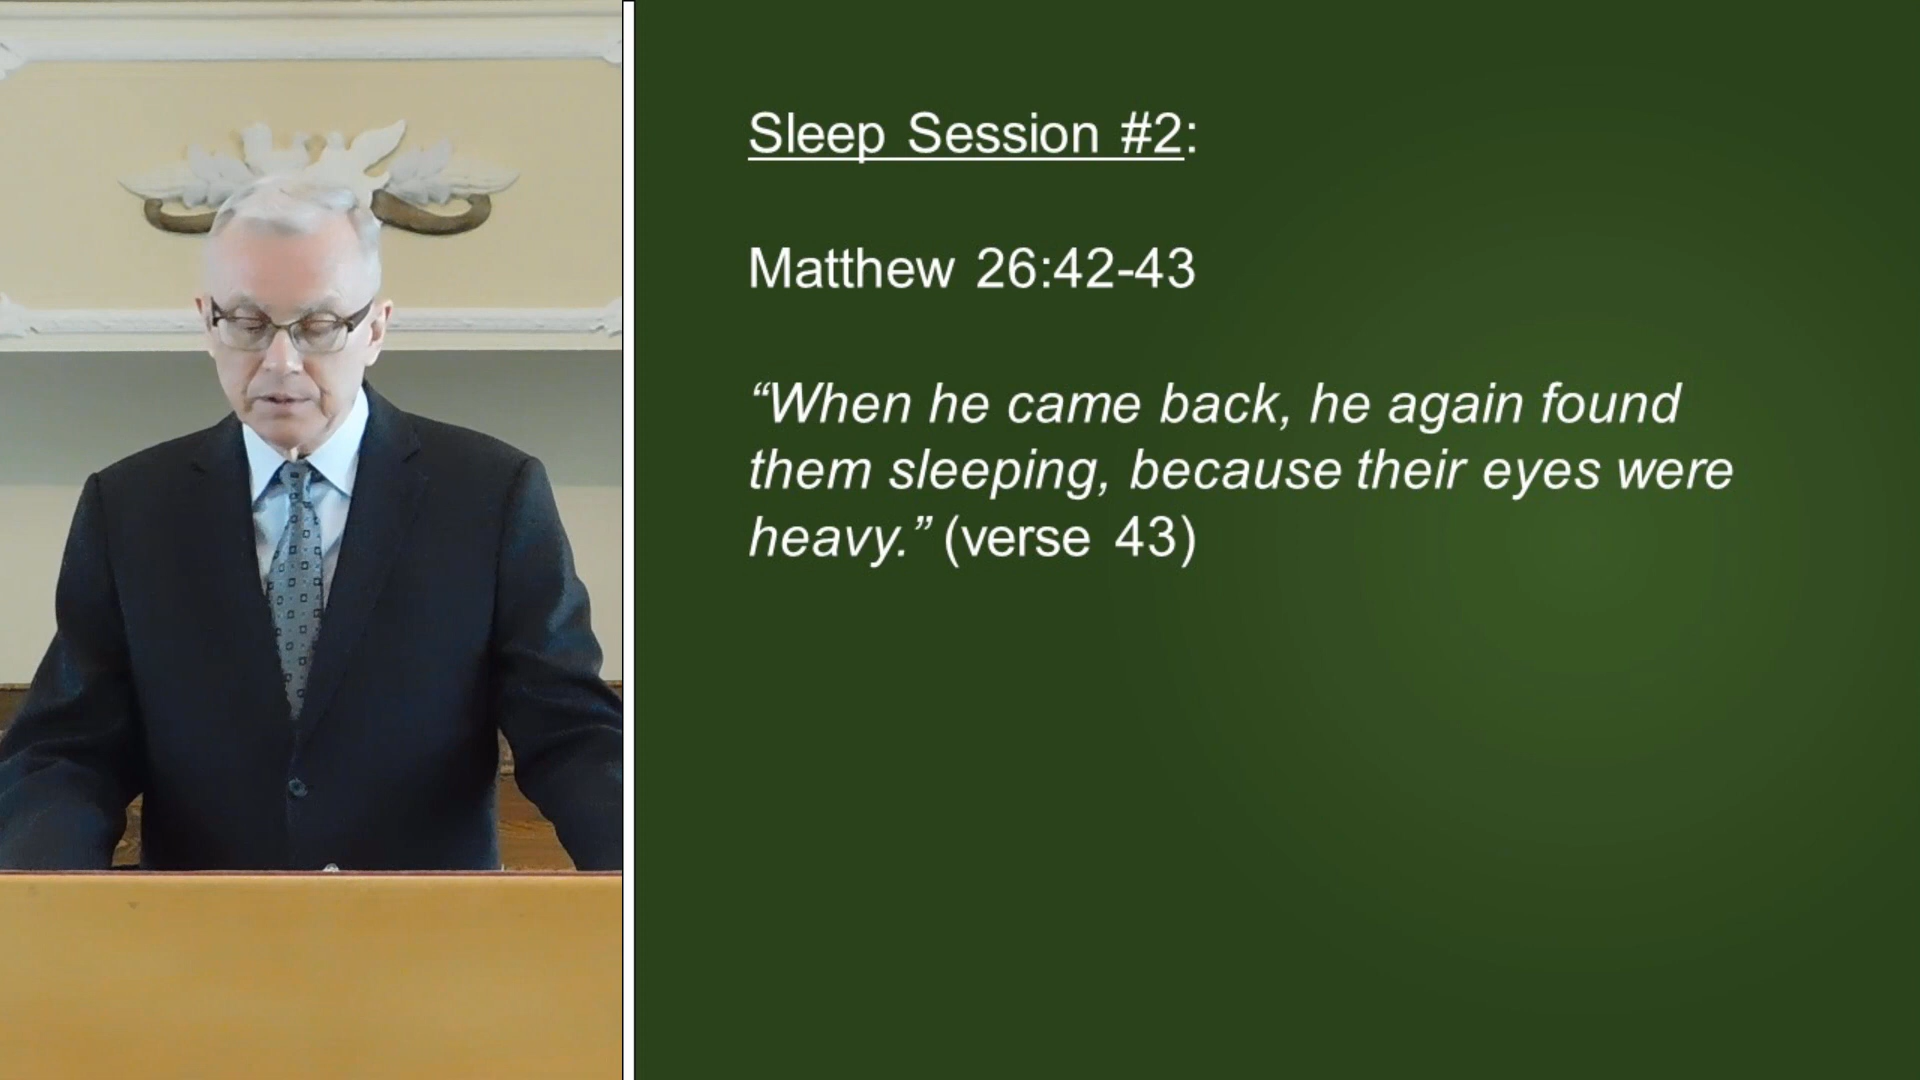 Sleep Session #2:
Matthew 26:42-43
“When he came back, he again found
them sleeping, because their eyes were
heavy.” (verse 43)